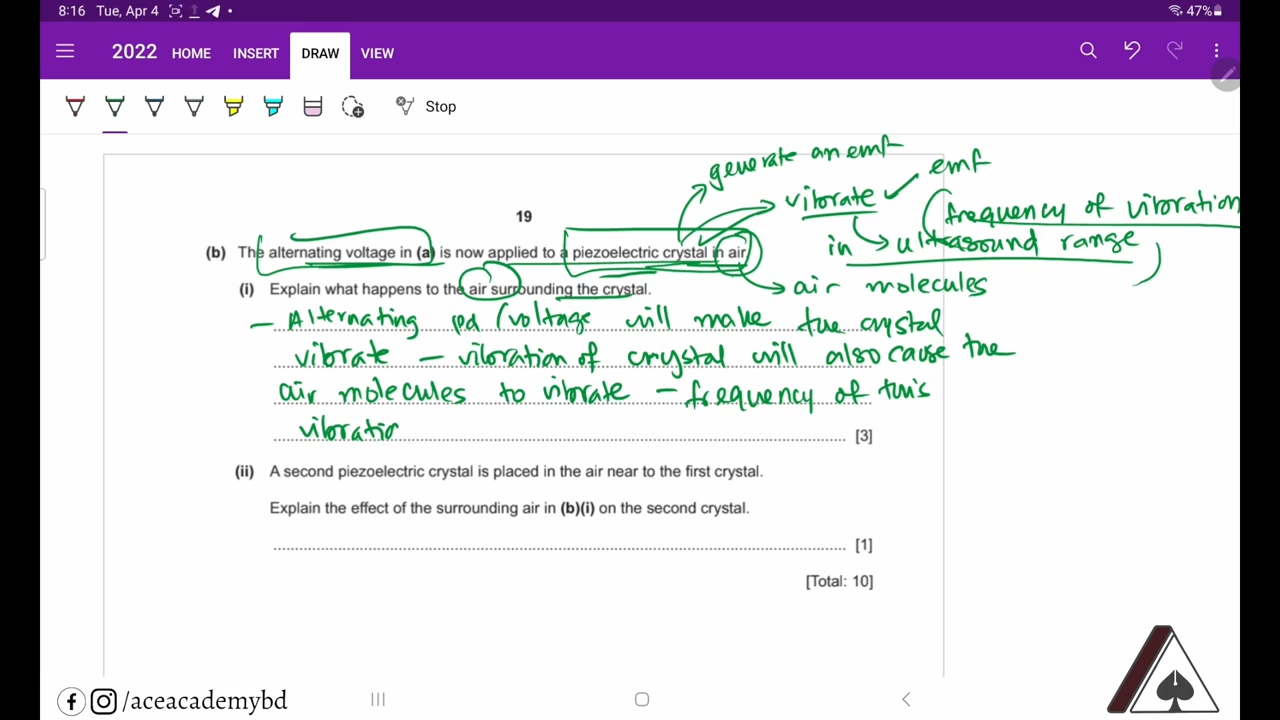 8:16 Tue, Apr 4
47%
2022 HOME INSERT DRAW VIEW
Stop
generate an emf
emf
vibrate
(frequency of vibration
in ultrasound range)
19
(b) The alternating voltage in (a) is now applied to a piezoelectric crystal in air.
(i) Explain what happens to the air surrounding the crystal.
air molecules
– Alternating pd / voltage will make the crystal
vibrate – vibration of crystal will also cause the
air molecules to vibrate – frequency of this
vibratio
[3]
(ii) A second piezoelectric crystal is placed in the air near to the first crystal.
Explain the effect of the surrounding air in (b)(i) on the second crystal.
[1]
[Total: 10]
/aceacademybd